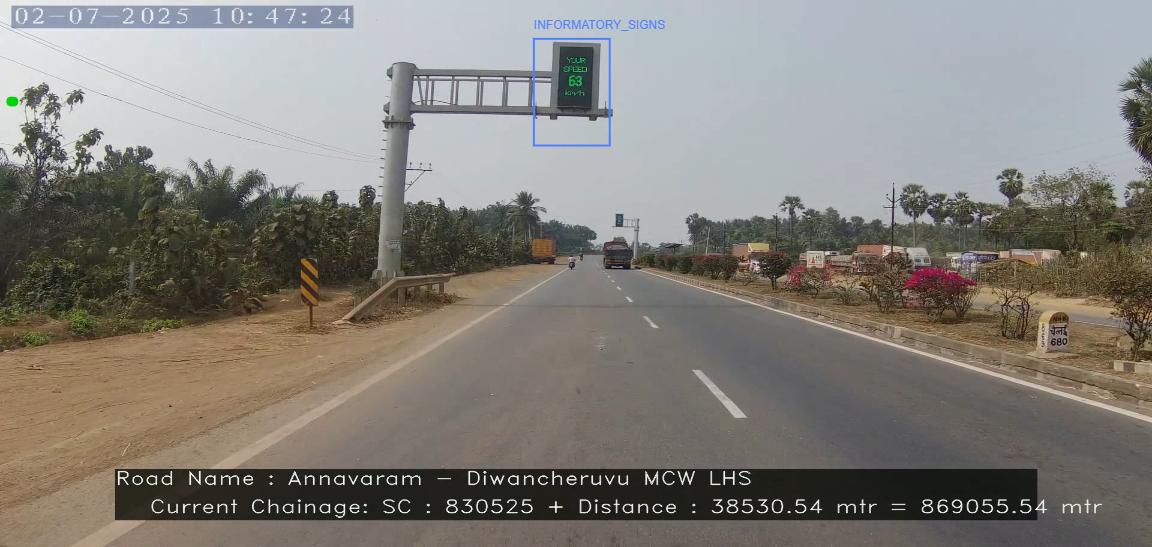 02-07-2025 10:47:24
INFORMATORY_SIGNS
YOUR
SPEED
63
km/h
चेन्नई
680
Road Name : Annavaram - Diwancheruvu MCW LHS
Current Chainage: SC : 830525 + Distance : 38530.54 mtr = 869055.54 mtr